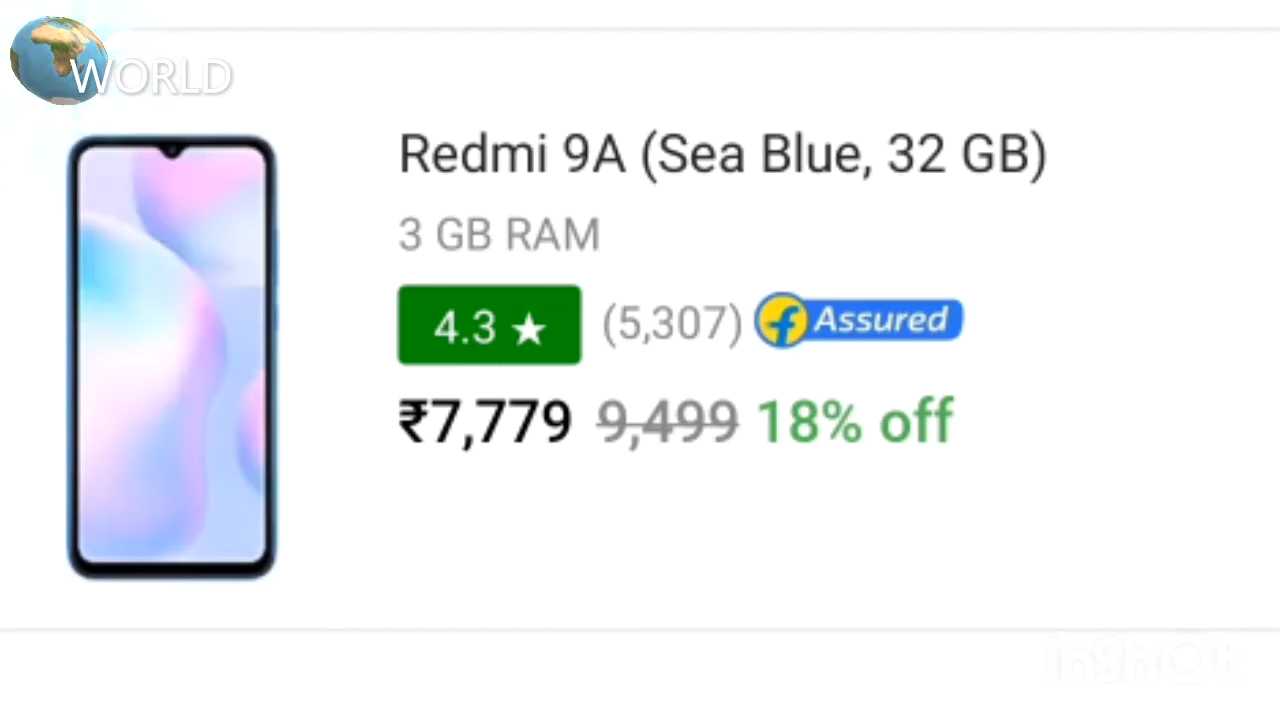 WORLD
Redmi 9A (Sea Blue, 32 GB)
3 GB RAM
4.3 ★ (5,307) f Assured
₹7,779 9,499 18% off
InShOt